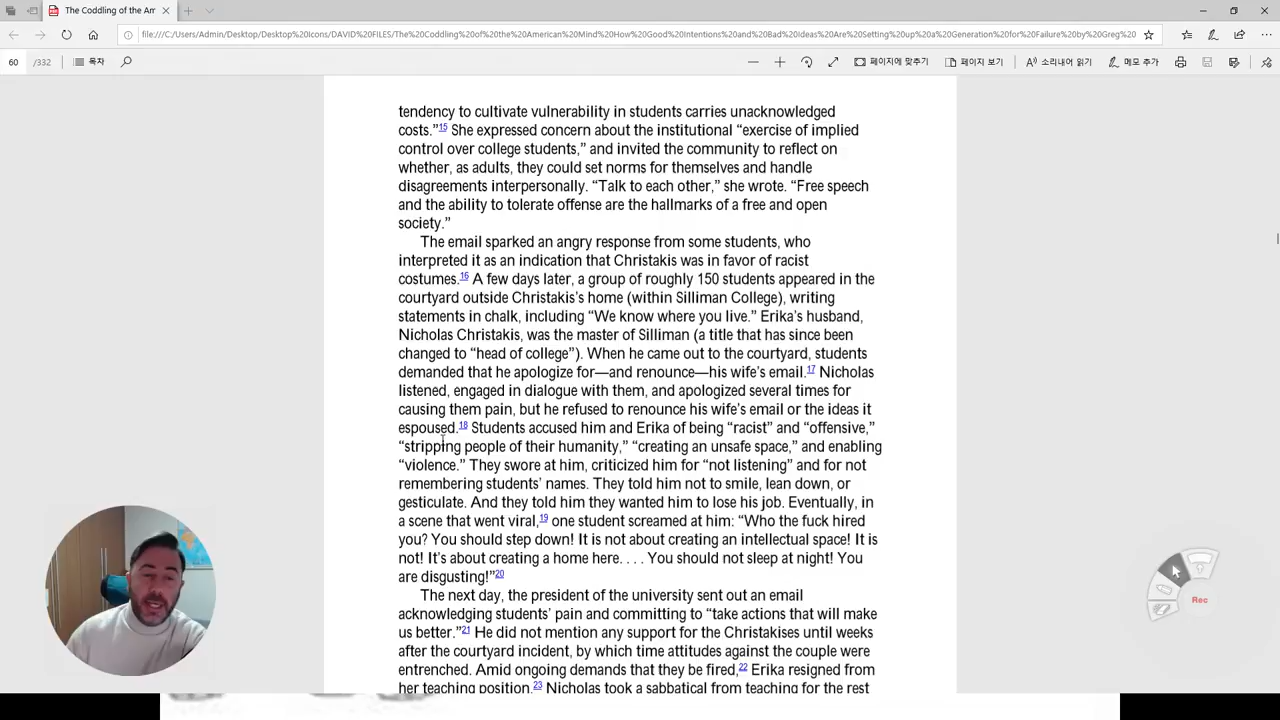 The Coddling of the Am
file:///C:/Users/Admin/Desktop/Desktop%20Icons/DAVID%20FILES/The%20Coddling%20of%20the%20American%20Mind%20How%20Good%20Intentions%20and%20Bad%20Ideas%20Are%20Setting%20up%20a%20Generation%20for%20Failure%20by%20Greg%20
60 /332 목차 페이지에 맞추기 페이지 보기 소리내어 읽기 메모 추가
tendency to cultivate vulnerability in students carries unacknowledged
costs.”15 She expressed concern about the institutional “exercise of implied
control over college students,” and invited the community to reflect on
whether, as adults, they could set norms for themselves and handle
disagreements interpersonally. “Talk to each other,” she wrote. “Free speech
and the ability to tolerate offense are the hallmarks of a free and open
society.”
The email sparked an angry response from some students, who
interpreted it as an indication that Christakis was in favor of racist
costumes.16 A few days later, a group of roughly 150 students appeared in the
courtyard outside Christakis’s home (within Silliman College), writing
statements in chalk, including “We know where you live.” Erika’s husband,
Nicholas Christakis, was the master of Silliman (a title that has since been
changed to “head of college”). When he came out to the courtyard, students
demanded that he apologize for—and renounce—his wife’s email.17 Nicholas
listened, engaged in dialogue with them, and apologized several times for
causing them pain, but he refused to renounce his wife’s email or the ideas it
espoused.18 Students accused him and Erika of being “racist” and “offensive,”
“stripping people of their humanity,” “creating an unsafe space,” and enabling
“violence.” They swore at him, criticized him for “not listening” and for not
remembering students’ names. They told him not to smile, lean down, or
gesticulate. And they told him they wanted him to lose his job. Eventually, in
a scene that went viral,19 one student screamed at him: “Who the fuck hired
you? You should step down! It is not about creating an intellectual space! It is
not! It’s about creating a home here. . . . You should not sleep at night! You
are disgusting!”20
The next day, the president of the university sent out an email
acknowledging students’ pain and committing to “take actions that will make
us better.”21 He did not mention any support for the Christakises until weeks
after the courtyard incident, by which time attitudes against the couple were
entrenched. Amid ongoing demands that they be fired,22 Erika resigned from
her teaching position.23 Nicholas took a sabbatical from teaching for the rest
Rec